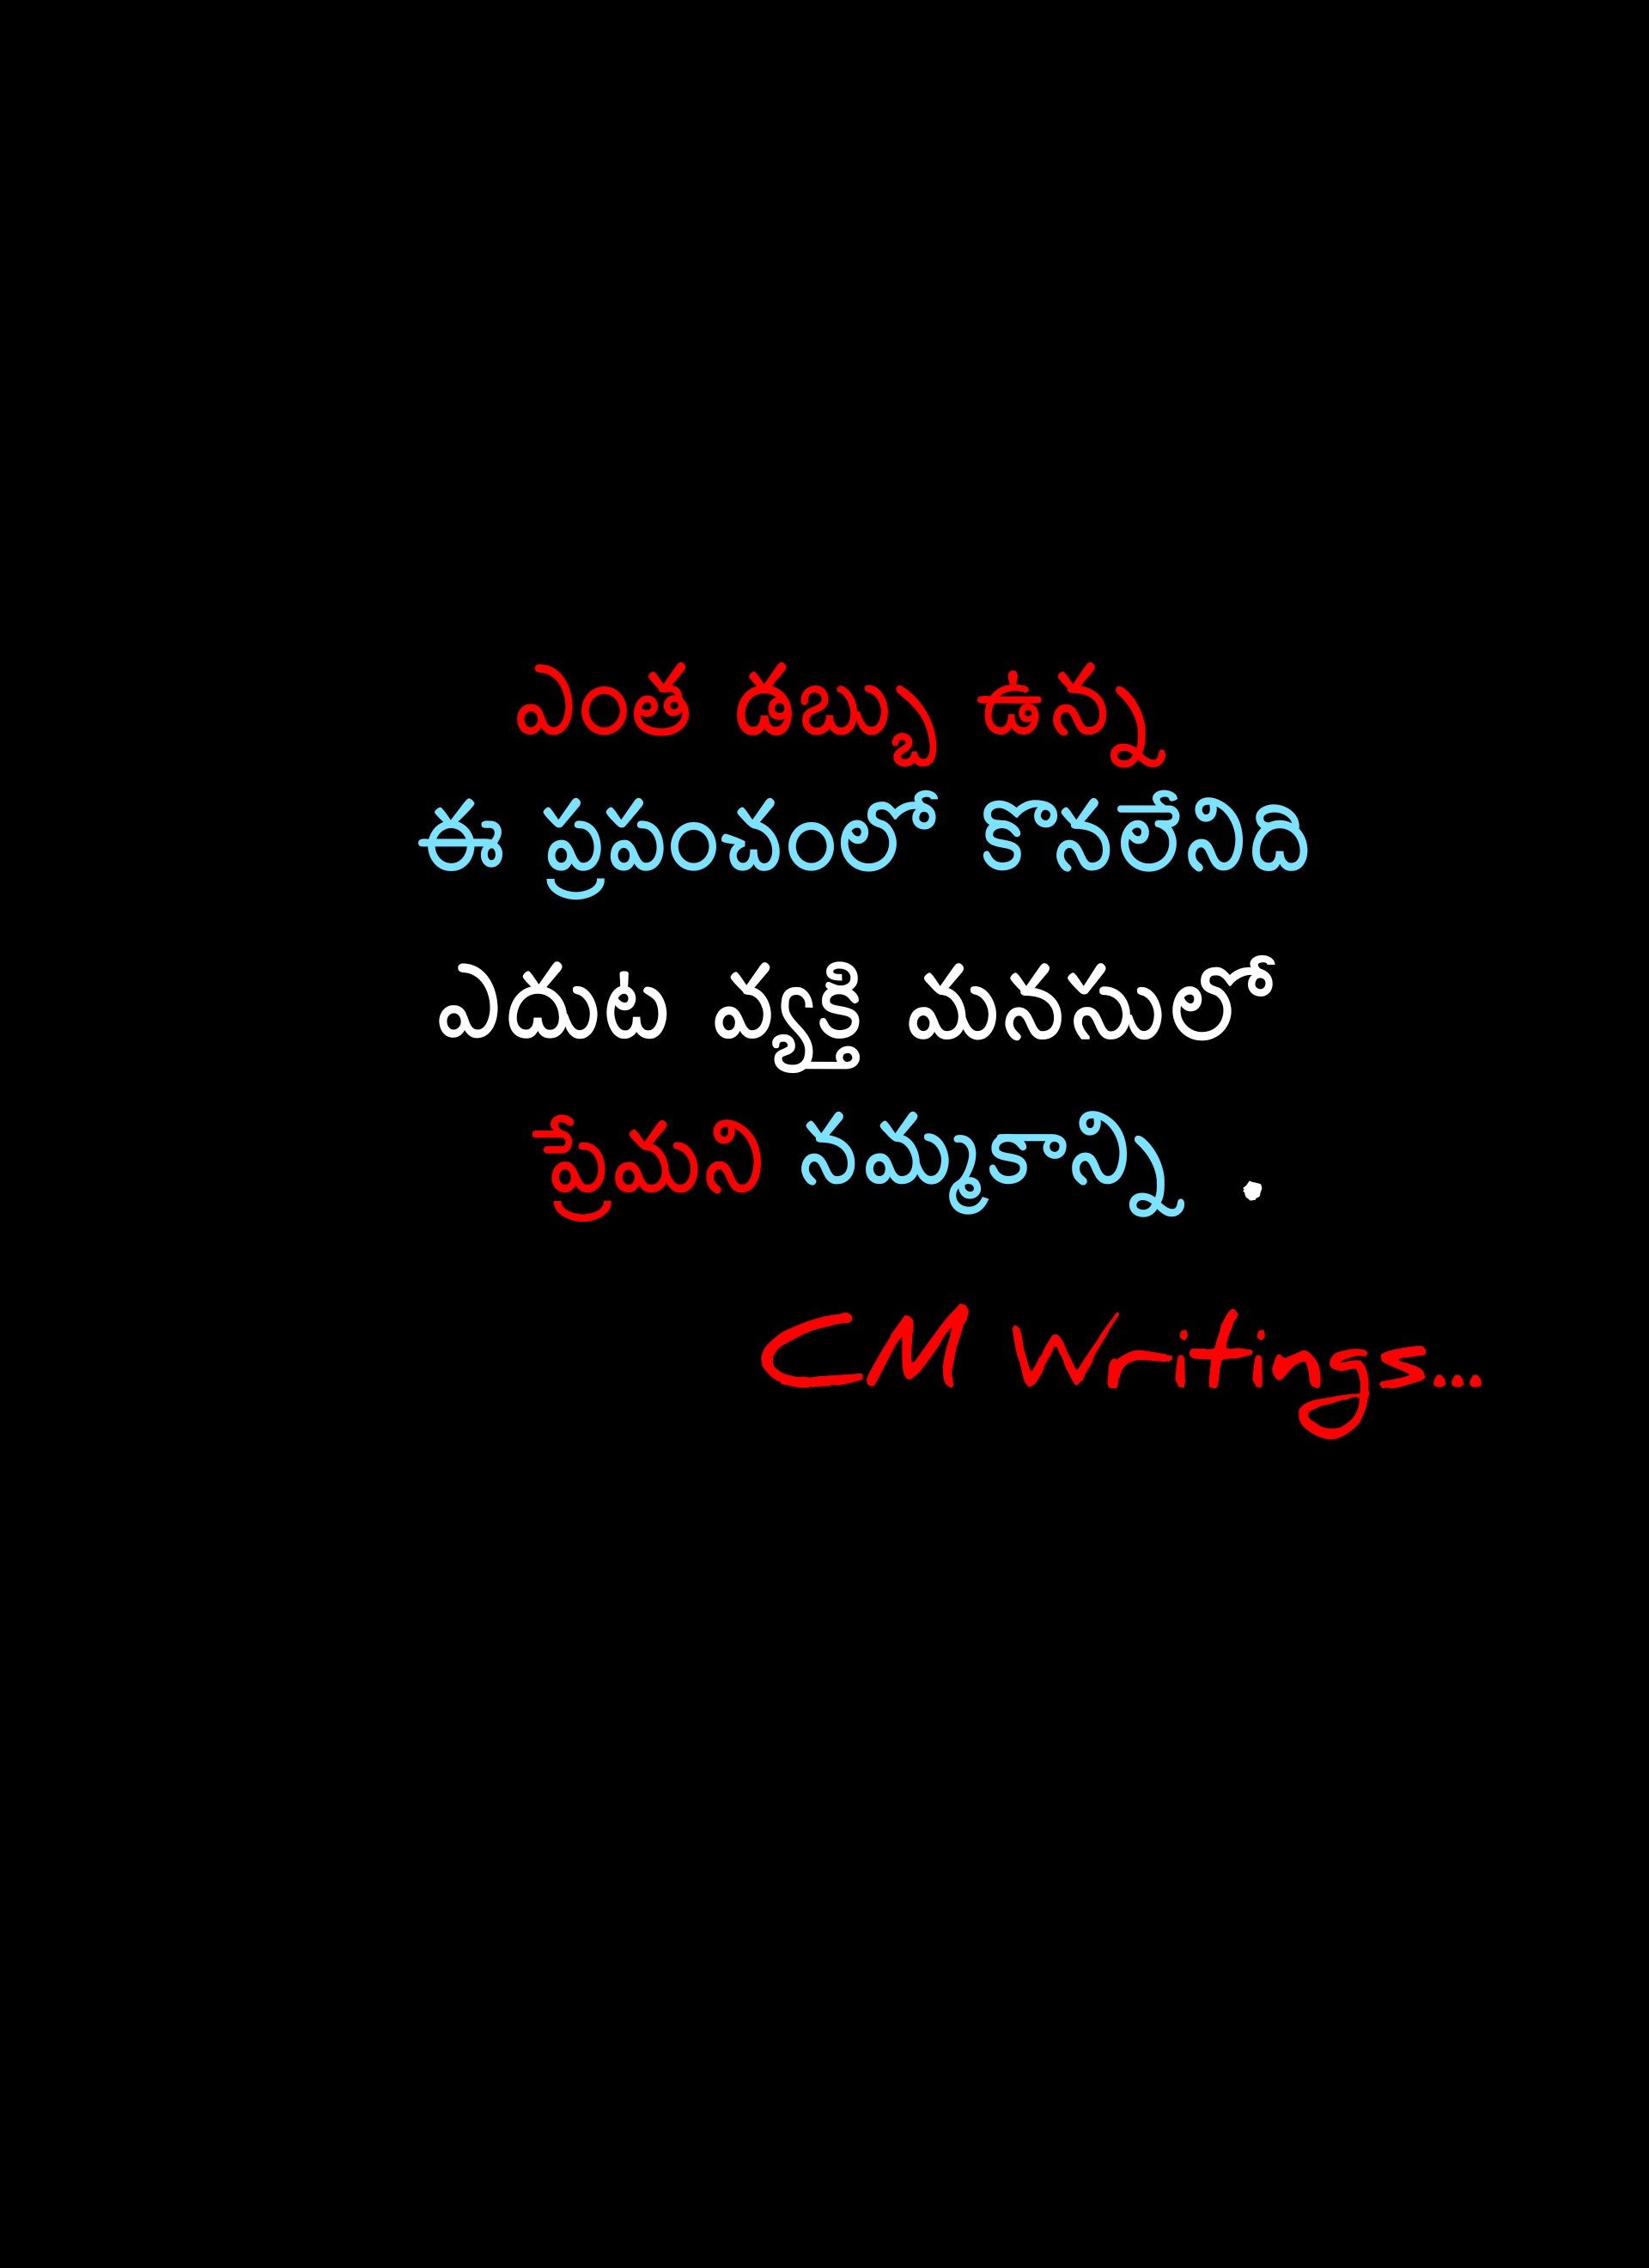 ఎంత డబ్బు ఉన్న
ఈ ప్రపంచంలో కొనలేనిది
ఎదుట వ్యక్తి మనసులో
ప్రేమని నమ్మకాన్ని .
CM Writings...